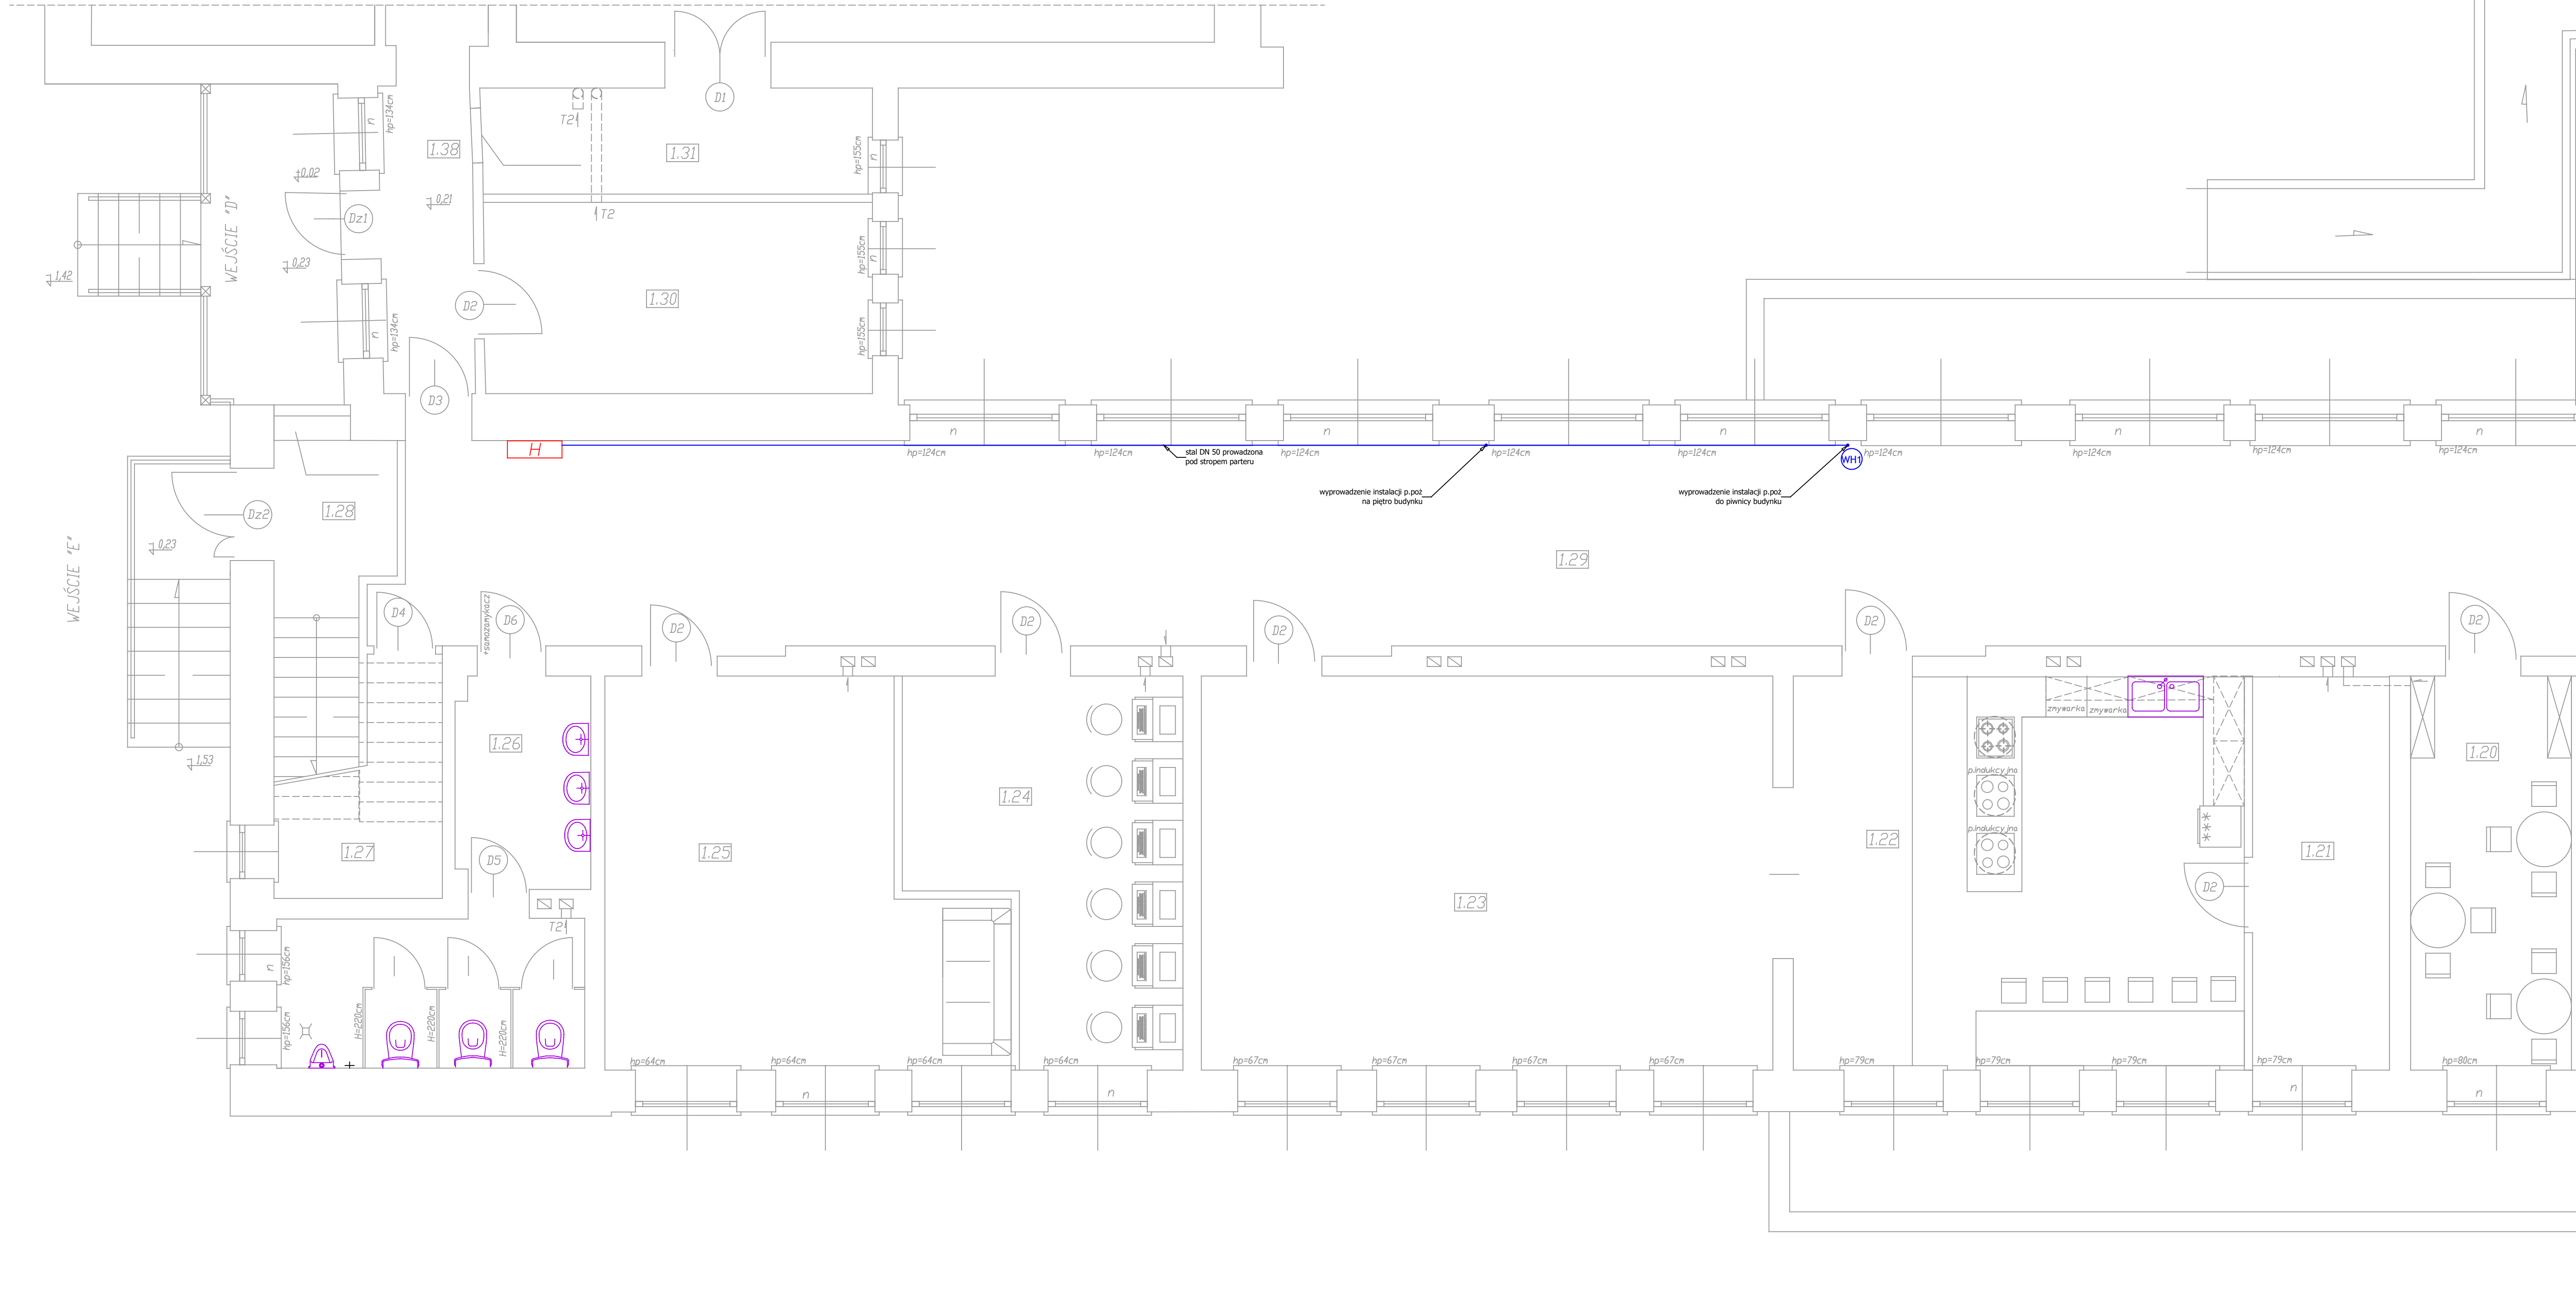 D1
hp=134cm
n
T2
1.38
1.31
hp=155cm
n
+0.02
0,21
T2
WEJŚCIE "D"
Dz1
0,23
1,42
hp=155cm
n
D2
1.30
n
hp=134cm
hp=155cm
D3
n
n
n
n
n
H
hp=124cm
hp=124cm
stal DN 50 prowadzona
pod stropem parteru
hp=124cm
hp=124cm
hp=124cm
WH1
hp=124cm
hp=124cm
hp=124cm
hp=124cm
wyprowadzenie instalacji p.poż
na piętro budynku
wyprowadzenie instalacji p.poż
do piwnicy budynku
Dz2
1.28
WEJŚCIE "E"
0,23
1.29
D4
+samozamykacz
D6
D2
D2
D2
D2
D2
1.26
zmywarka
zmywarka
1.20
1,53
p.indukcyjna
1.24
p.indukcyjna
1.27
D5
1.25
1.22
1.21
D2
1.23
T2
n
hp=156cm
hp=156cm
H=220cm
H=220cm
H=220cm
hp=64cm
hp=64cm
hp=64cm
hp=64cm
hp=67cm
hp=67cm
hp=67cm
hp=67cm
hp=79cm
hp=79cm
hp=79cm
hp=79cm
hp=80cm
n
n
n
n